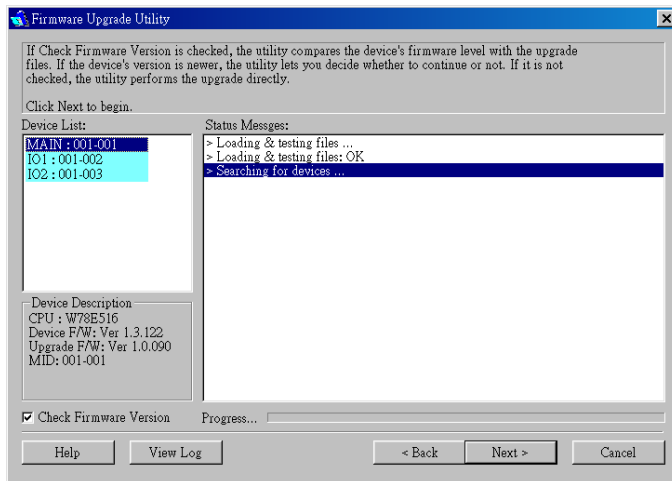 Firmware Upgrade Utility
If Check Firmware Version is checked, the utility compares the device's firmware level with the upgrade
files. If the device's version is newer, the utility lets you decide whether to continue or not. If it is not
checked, the utility performs the upgrade directly.
Click Next to begin.
Device List:
MAIN : 001-001
IO1 : 001-002
IO2 : 001-003
Status Messges:
> Loading & testing files ...
> Loading & testing files: OK
> Searching for devices ...
Device Description
CPU : W78E516
Device F/W: Ver 1.3.122
Upgrade F/W: Ver 1.0.090
MID: 001-001
Check Firmware Version
Progress...
Help
View Log
< Back
Next >
Cancel